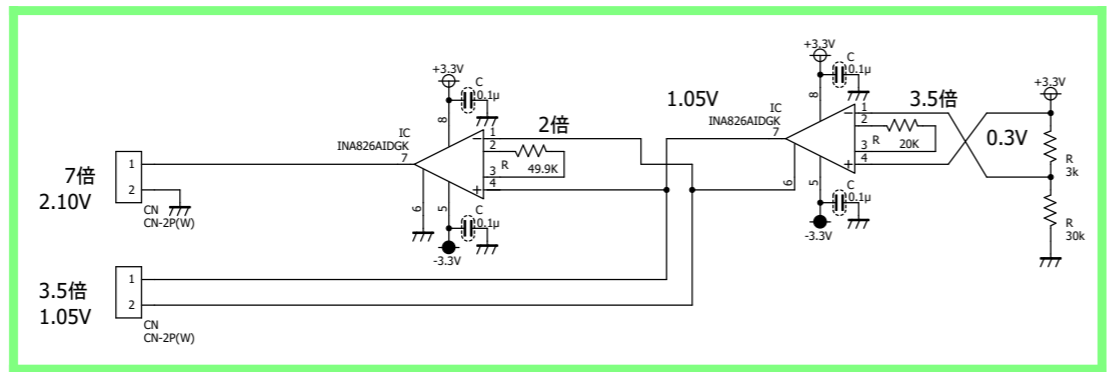 +3.3V
C
0.1μ
8
IC
INA826AIDGK
7
1
2
3
4
R
49.9K
2倍
6
5
C
0.1μ
-3.3V
1.05V
+3.3V
C
0.1μ
8
IC
INA826AIDGK
7
1
2
3
4
R
20K
3.5倍
6
5
C
0.1μ
-3.3V
+3.3V
0.3V
R
3k
R
30k
7倍
2.10V
1
2
CN
CN-2P(W)
3.5倍
1.05V
1
2
CN
CN-2P(W)